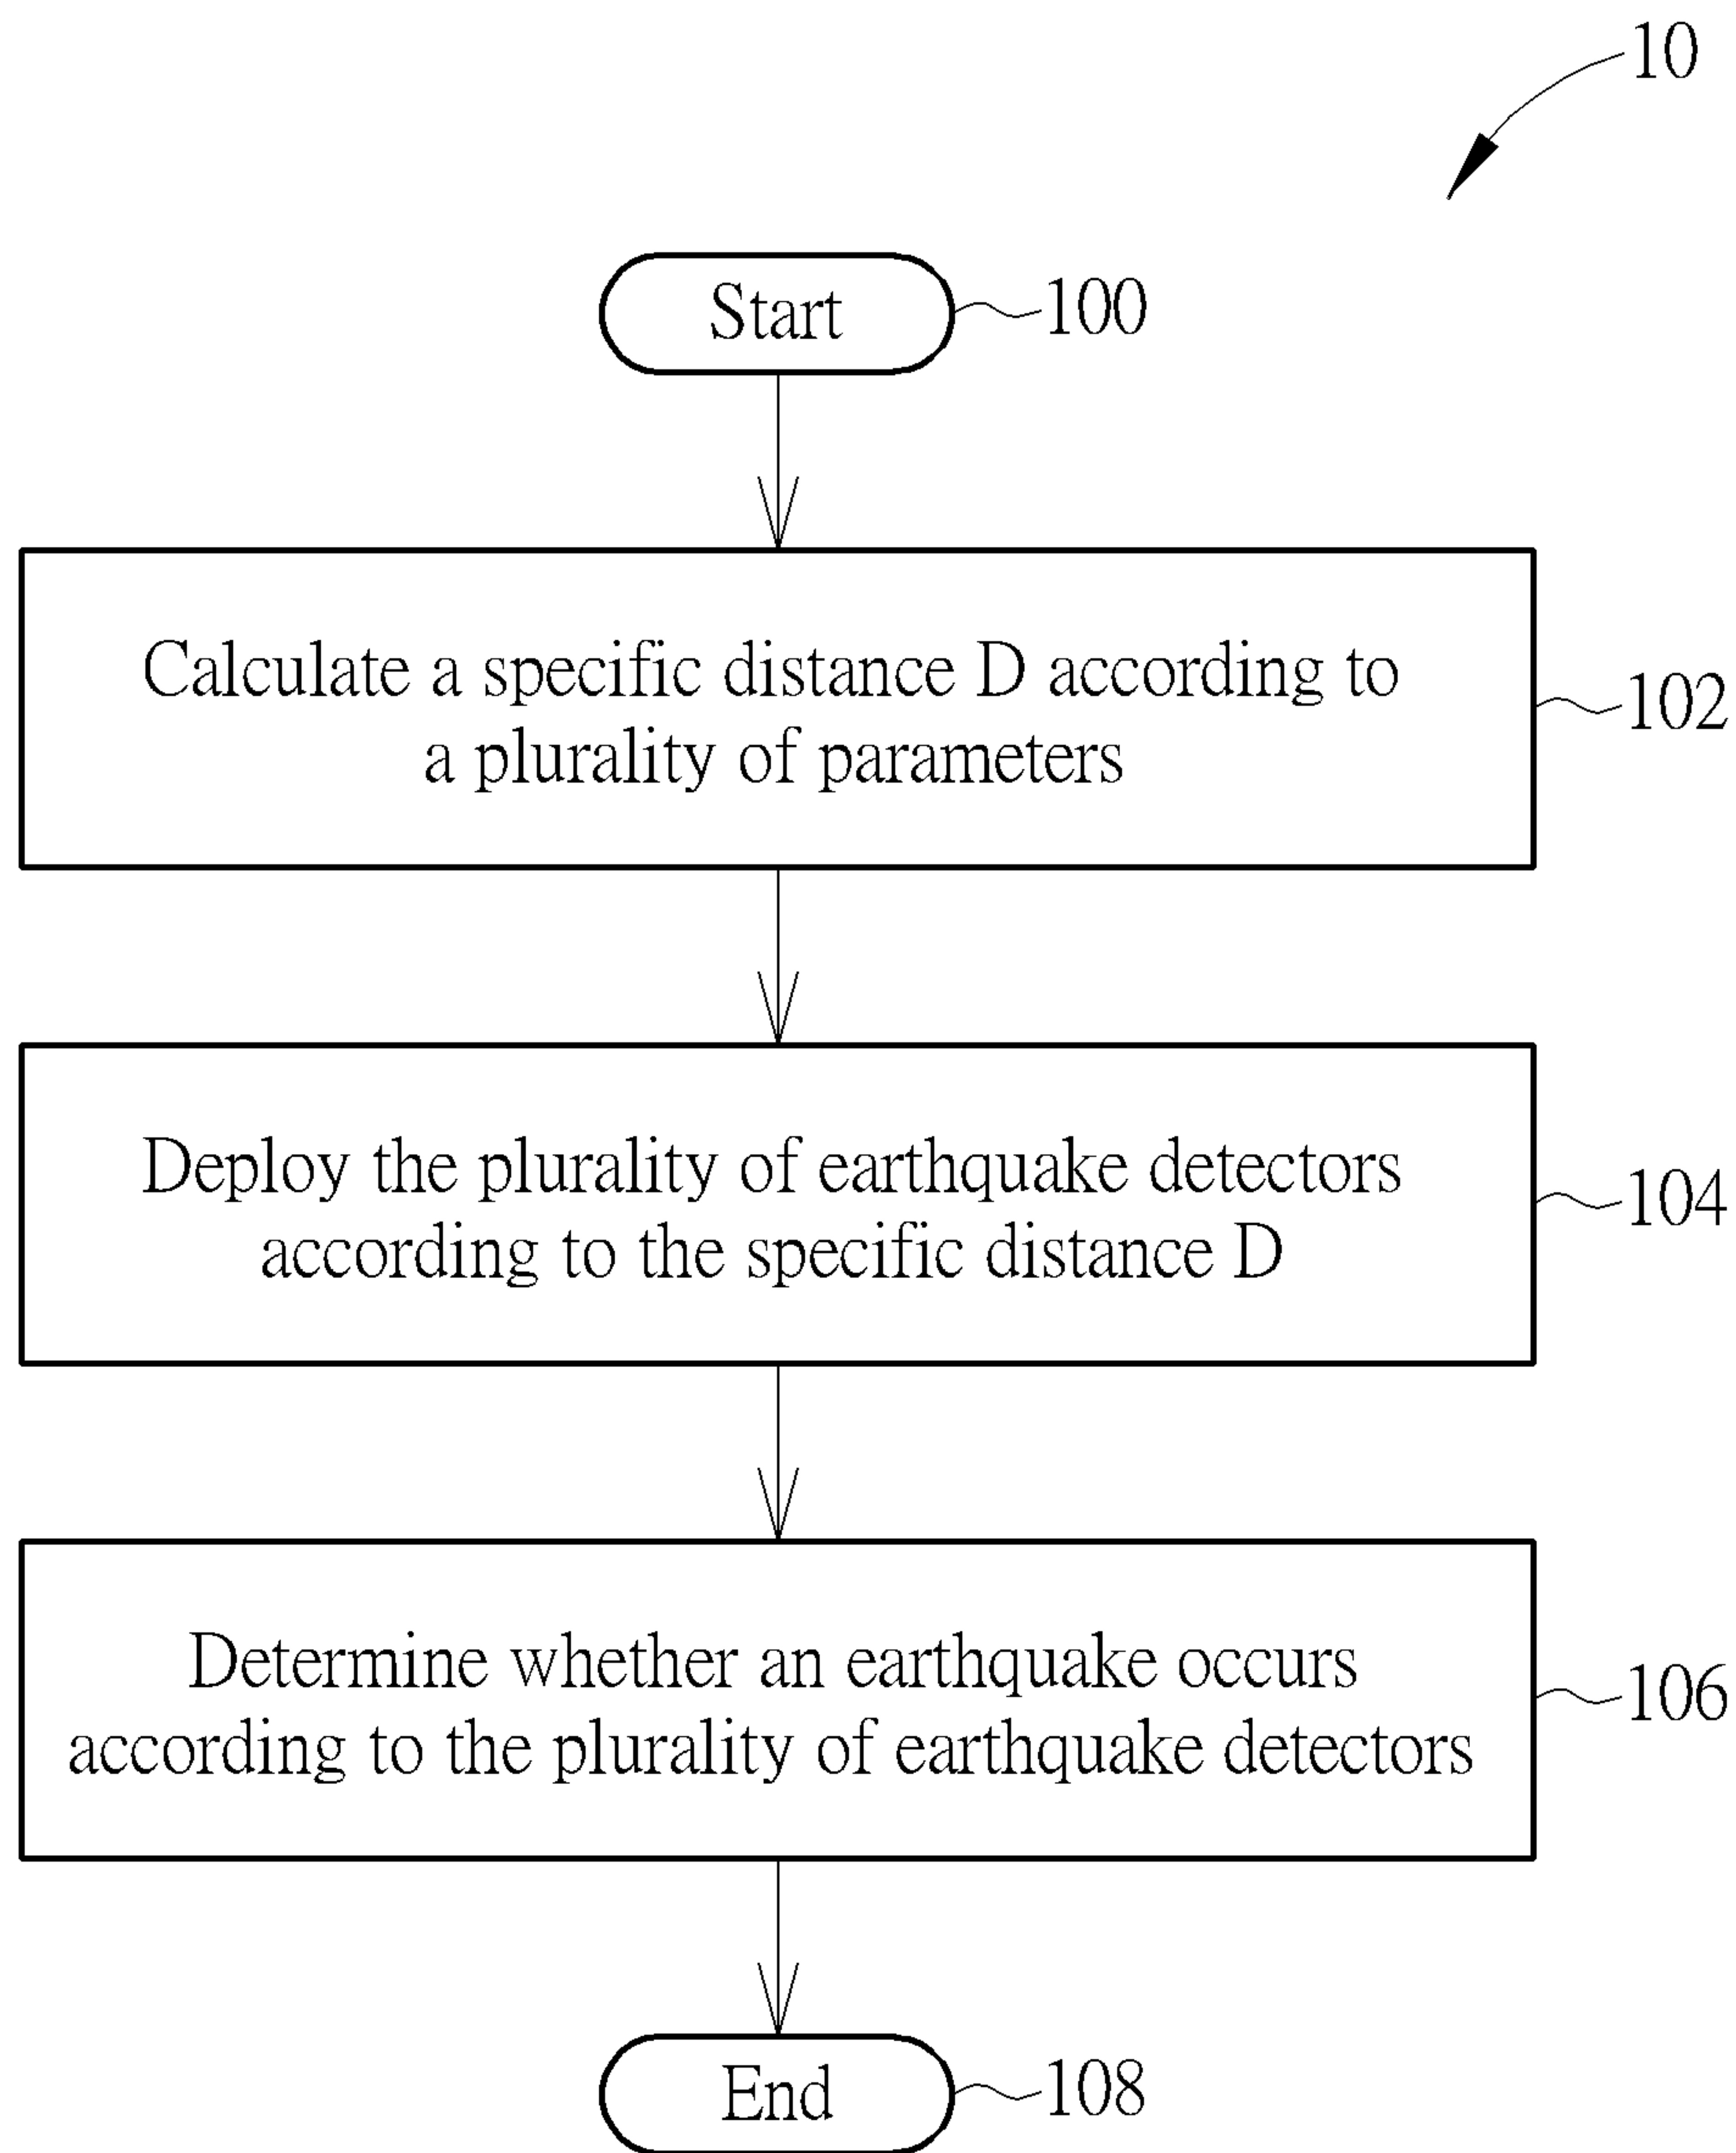 10
Start
100
Calculate a specific distance D according to
a plurality of parameters
102
Deploy the plurality of earthquake detectors
according to the specific distance D
104
Determine whether an earthquake occurs
according to the plurality of earthquake detectors
106
End
108